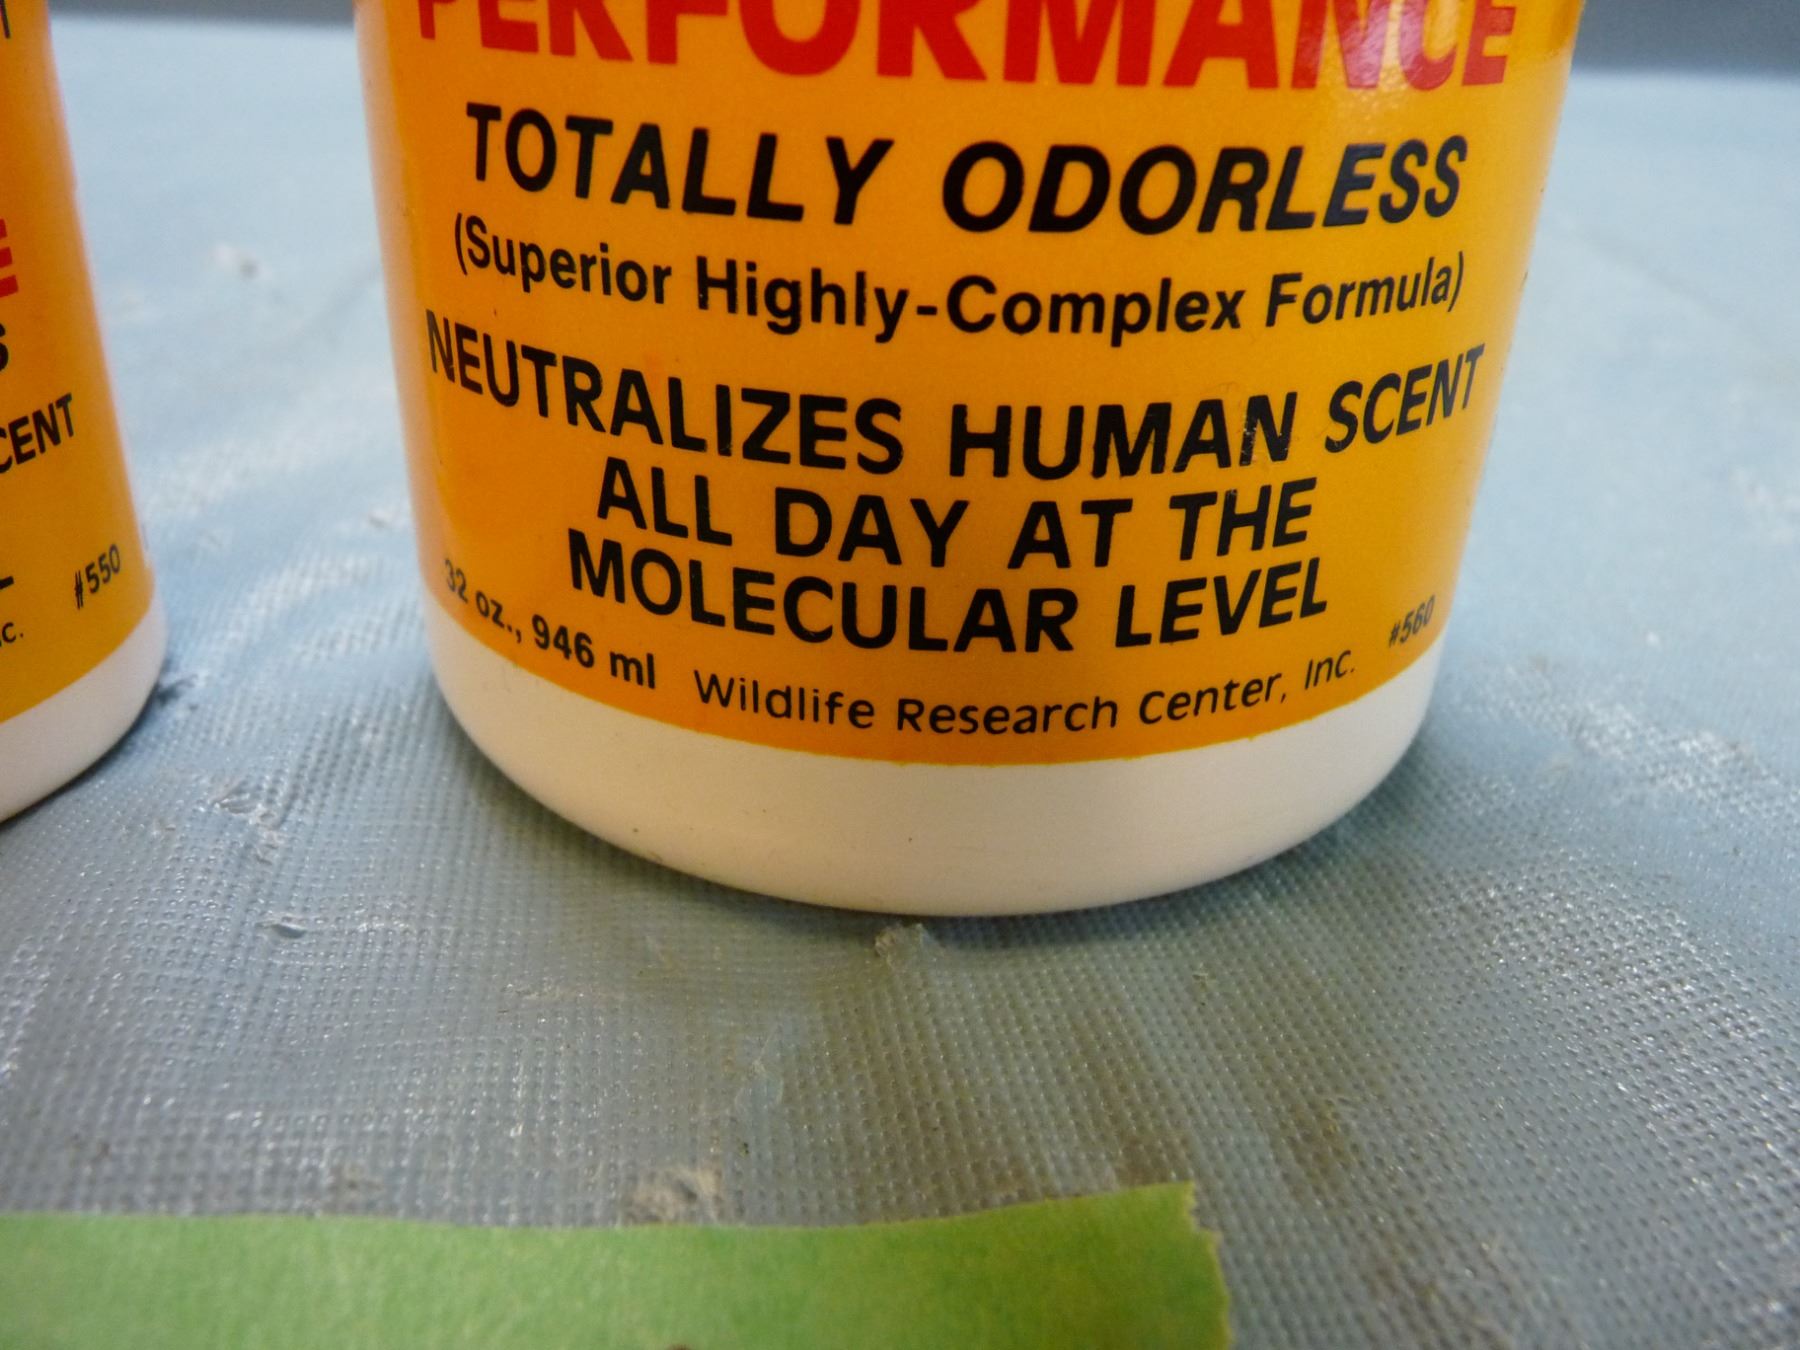 PERFORMANCE
TOTALLY ODORLESS
(Superior Highly-Complex Formula)
NEUTRALIZES HUMAN SCENT
ALL DAY AT THE
MOLECULAR LEVEL
32 oz., 946 ml Wildlife Research Center, Inc. #560
E
S
CENT
#550
c.